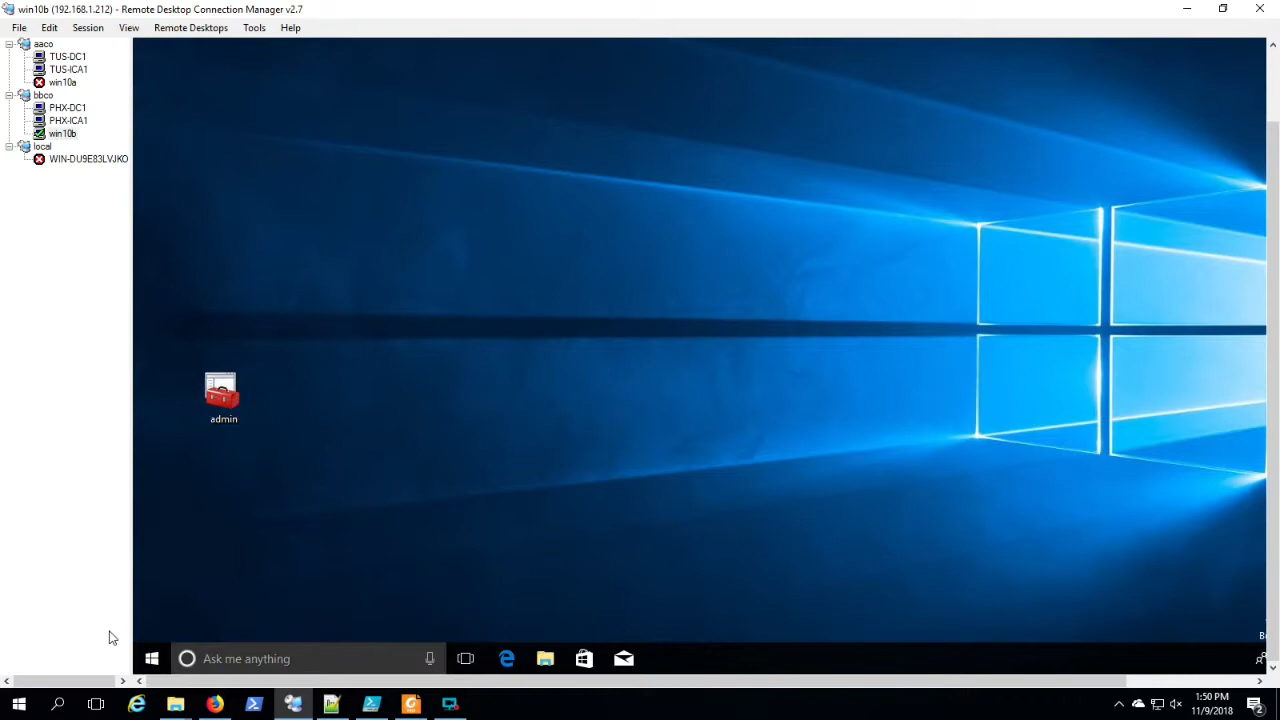 win10b (192.168.1.212) - Remote Desktop Connection Manager v2.7
File Edit Session View Remote Desktops Tools Help
aaco
TUS-DC1
TUS-ICA1
win10a
bbco
PHX-DC1
PHX-ICA1
win10b
local
WIN-DU9E83LVJKO
admin
Ask me anything
1:50 PM
11/9/2018
2